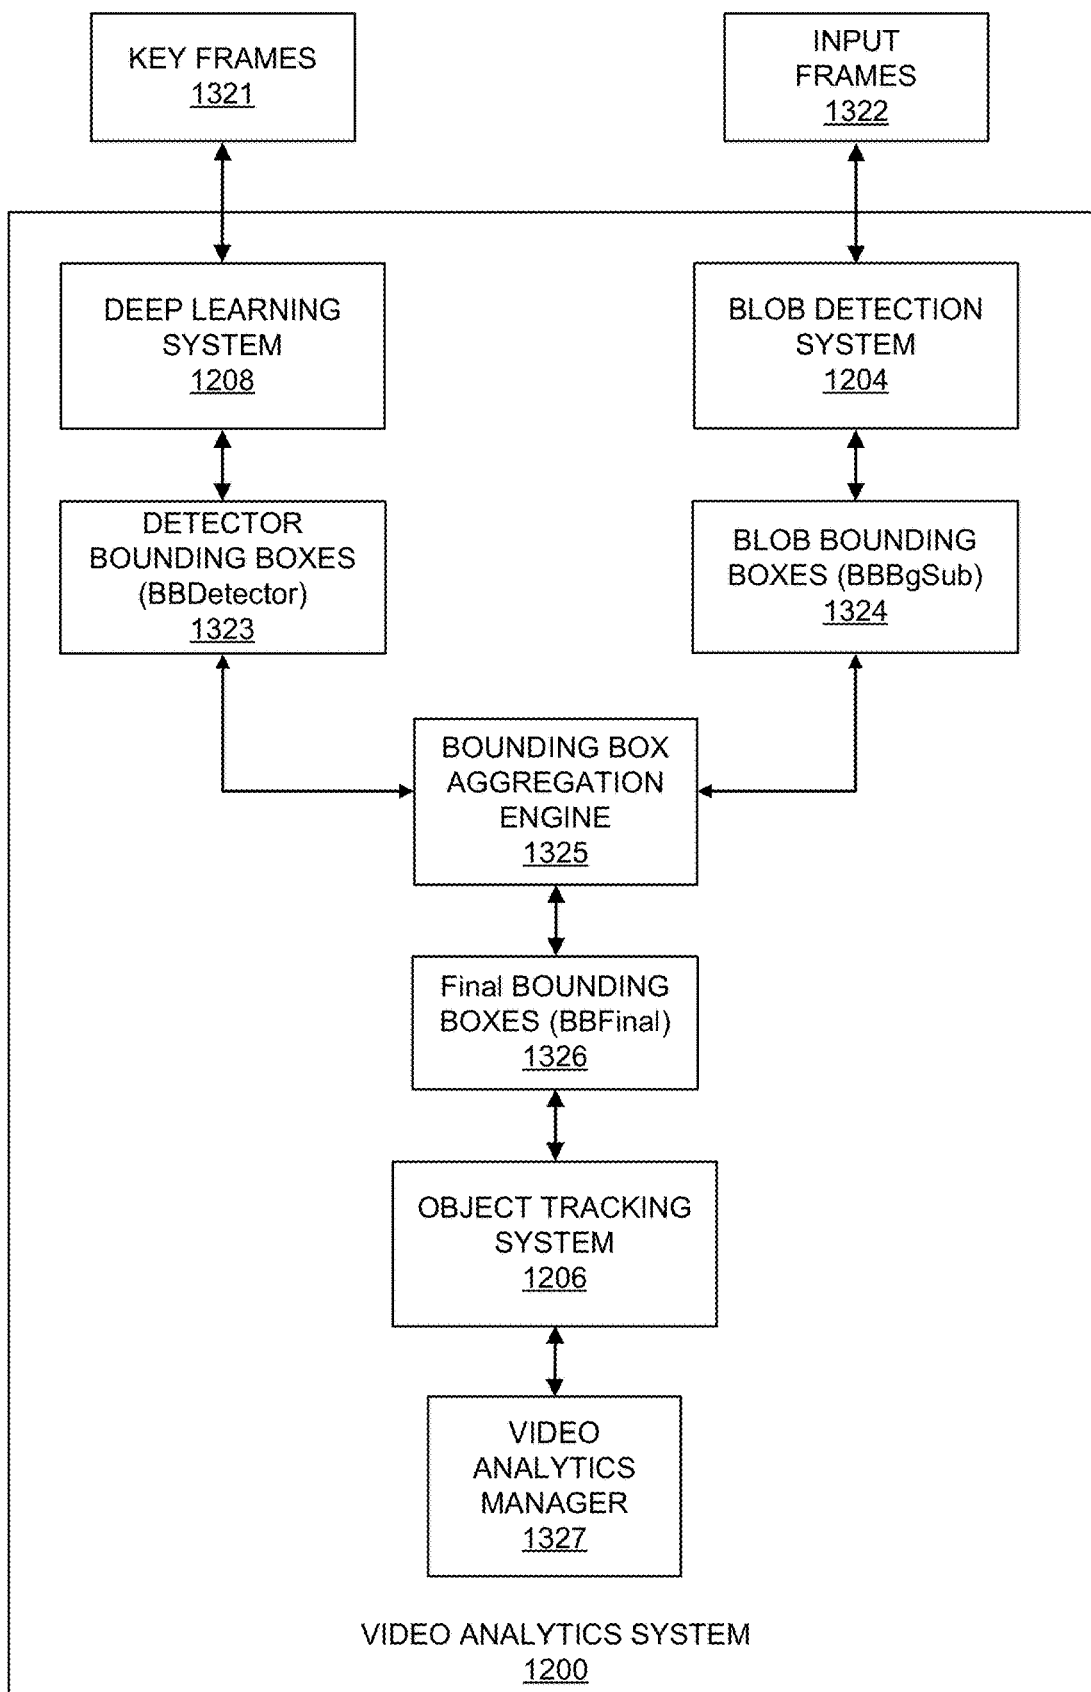 KEY FRAMES
1321
INPUT
FRAMES
1322
DEEP LEARNING
SYSTEM
1208
BLOB DETECTION
SYSTEM
1204
DETECTOR
BOUNDING BOXES
(BBDetector)
1323
BLOB BOUNDING
BOXES (BBBgSub)
1324
BOUNDING BOX
AGGREGATION
ENGINE
1325
Final BOUNDING
BOXES (BBFinal)
1326
OBJECT TRACKING
SYSTEM
1206
VIDEO
ANALYTICS
MANAGER
1327
VIDEO ANALYTICS SYSTEM
1200